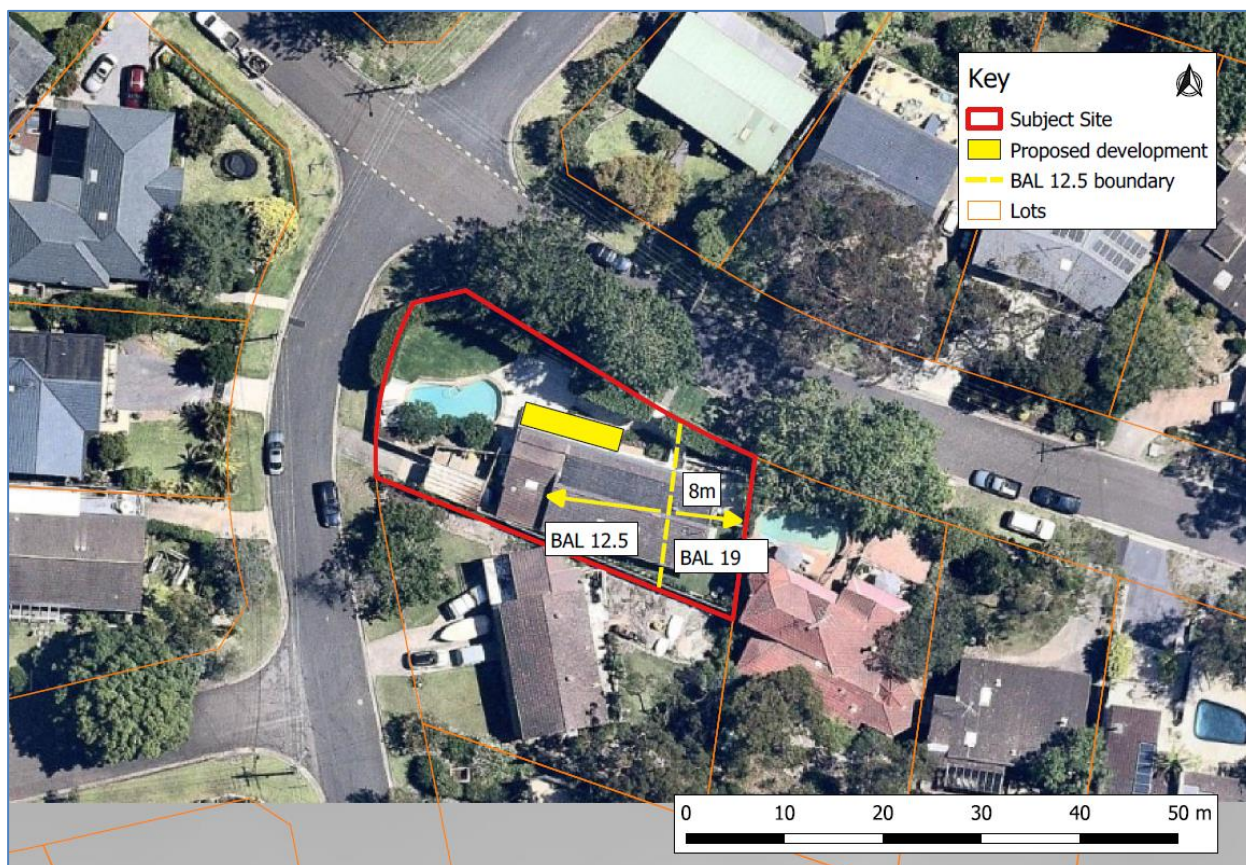 Key
Subject Site
Proposed development
BAL 12.5 boundary
Lots
8m
BAL 12.5
BAL 19
0 10 20 30 40 50 m